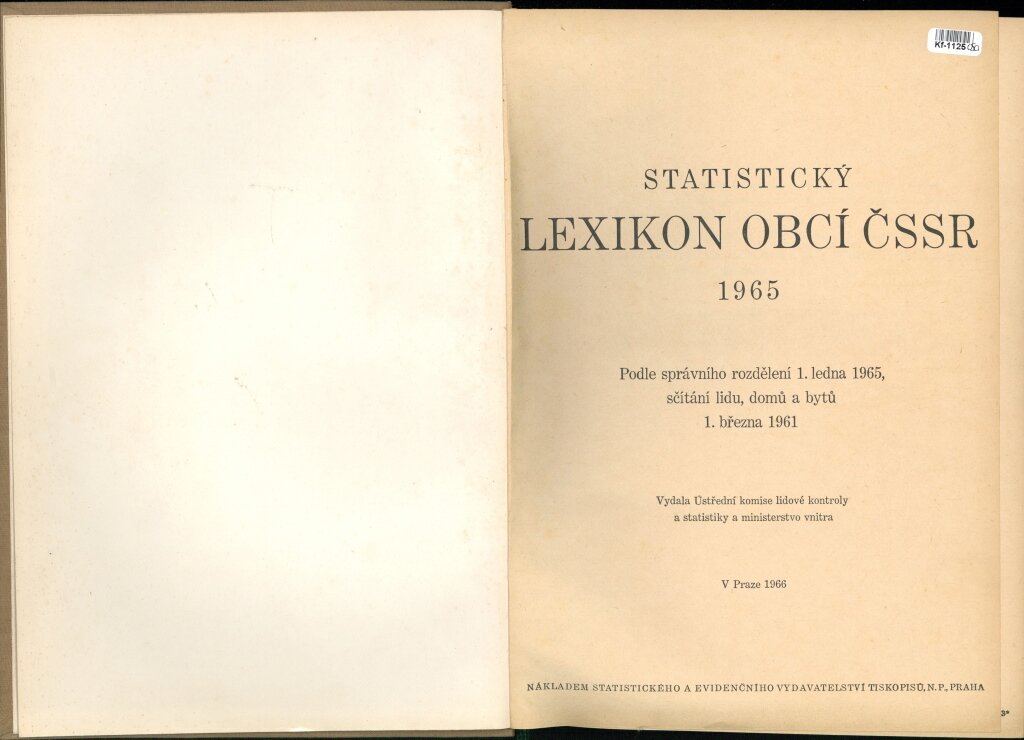 Kf-1125
STATISTICKÝ
LEXIKON OBCÍ ČSSR
1965
Podle správního rozdělení 1. ledna 1965,
sčítání lidu, domů a bytů
1. března 1961
Vydala Ústřední komise lidové kontroly
a statistiky a ministerstvo vnitra
V Praze 1966
NÁKLADEM STATISTICKÉHO A EVIDENČNÍHO VYDAVATELSTVÍ TISKOPISŮ, N. P., PRAHA
3*